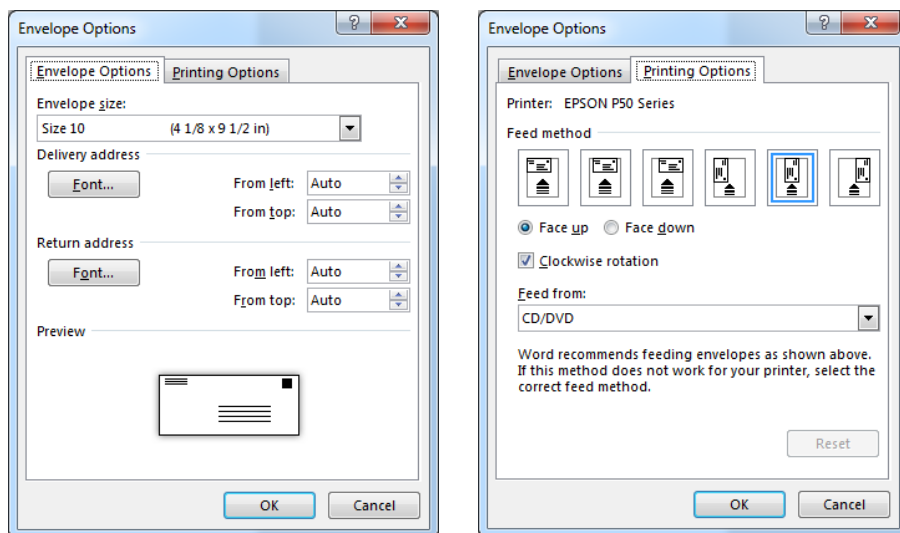 Envelope Options
Envelope Options Printing Options
Envelope size:
Size 10 (4 1/8 x 9 1/2 in)
Delivery address
Font...
From left: Auto
From top: Auto
Return address
Font...
From left: Auto
From top: Auto
Preview
OK Cancel
Envelope Options
Envelope Options Printing Options
Printer: EPSON P50 Series
Feed method
Face up Face down
Clockwise rotation
Feed from:
CD/DVD
Word recommends feeding envelopes as shown above.
If this method does not work for your printer, select the
correct feed method.
Reset
OK Cancel